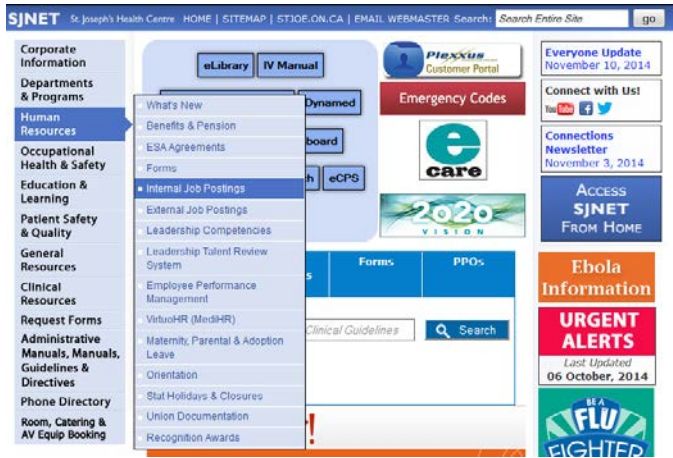 SJNET St. Joseph's Health Centre HOME | SITEMAP | STJOE.ON.CA | EMAIL WEBMASTER Search: Search Entire Site go
Corporate
Information
Departments
& Programs
Human
Resources
Occupational
Health & Safety
Education &
Learning
Patient Safety
& Quality
General
Resources
Clinical
Resources
Request Forms
Administrative
Manuals, Manuals,
Guidelines &
Directives
Phone Directory
Room, Catering &
AV Equip Booking
What's New
Benefits & Pension
ESA Agreements
Forms
Internal Job Postings
External Job Postings
Leadership Competencies
Leadership Talent Review
System
Employee Performance
Management
VirtuoHR (MediHR)
Maternity, Parental & Adoption
Leave
Orientation
Stat Holidays & Closures
Union Documentation
Recognition Awards
eLibrary IV Manual
Dynamed
board
h eCPS
s
Forms PPOs
Clinical Guidelines Search
!
Plexxus
Customer Portal
Emergency Codes
e
care
2020
VISION
Everyone Update
November 10, 2014
Connect with Us!
You Tube f
Connections
Newsletter
November 3, 2014
ACCESS
SJNET
FROM HOME
Ebola
Information
URGENT
ALERTS
Last Updated
06 October, 2014
BE A
FLU
FIGHTER